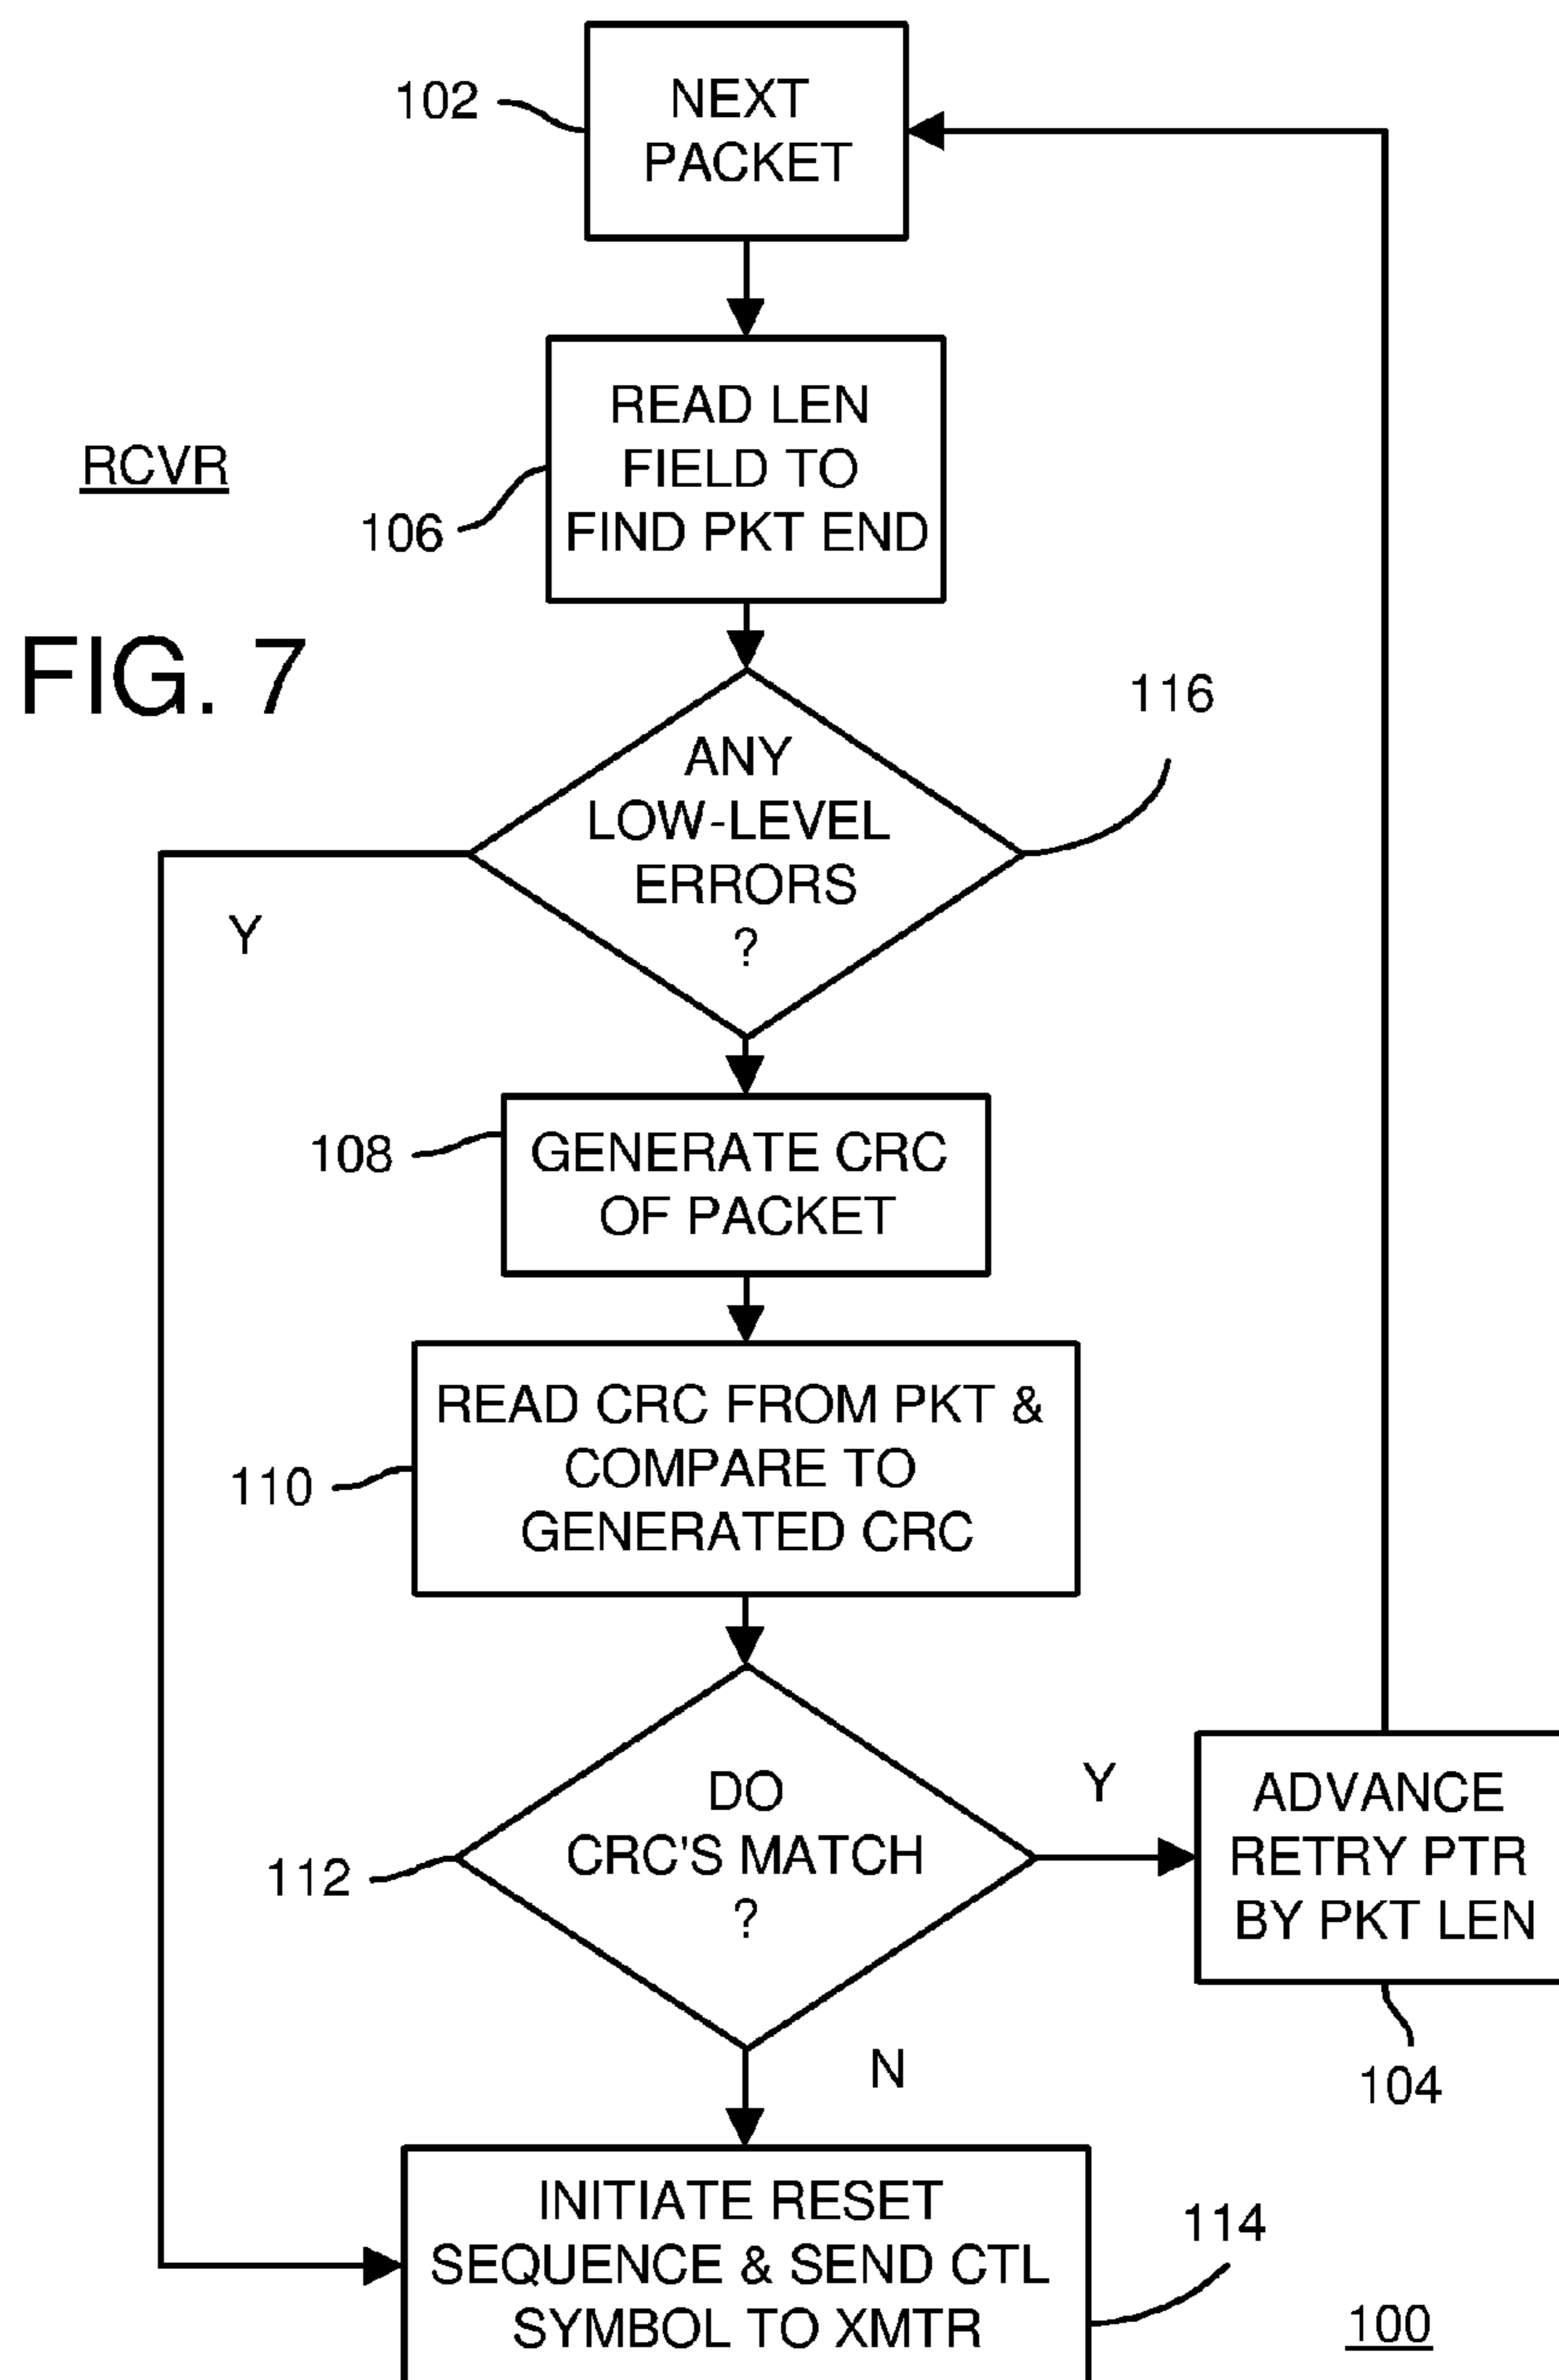 102
NEXT
PACKET
RCVR
READ LEN
FIELD TO
FIND PKT END
106
FIG. 7
116
ANY
LOW-LEVEL
ERRORS
?
Y
108
GENERATE CRC
OF PACKET
READ CRC FROM PKT &
COMPARE TO
GENERATED CRC
110
DO
CRC'S MATCH
?
112
Y
ADVANCE
RETRY PTR
BY PKT LEN
104
N
INITIATE RESET
SEQUENCE & SEND CTL
SYMBOL TO XMTR
114
100